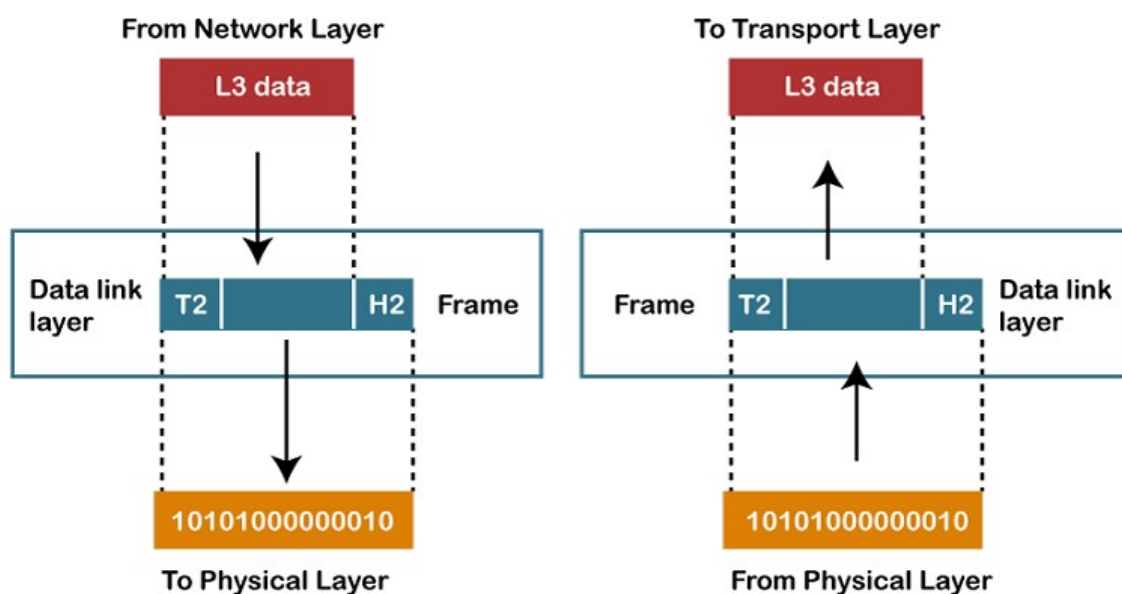 From Network Layer
L3 data
Data link
layer
T2
H2
Frame
10101000000010
To Physical Layer
To Transport Layer
L3 data
Frame
T2
H2
Data link
layer
10101000000010
From Physical Layer